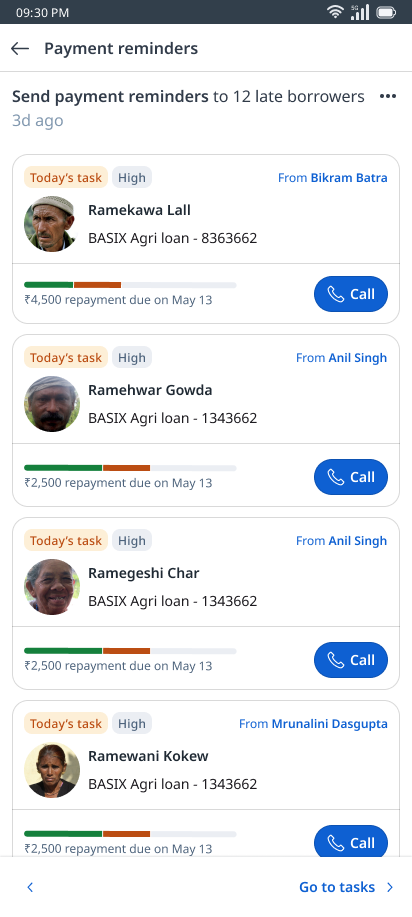 09:30 PM
5G
Payment reminders
Send payment reminders to 12 late borrowers
3d ago
Today's task High From Bikram Batra
Ramekawa Lall
BASIX Agri loan - 8363662
₹4,500 repayment due on May 13
Call
Today's task High From Anil Singh
Ramehwar Gowda
BASIX Agri loan - 1343662
₹2,500 repayment due on May 13
Call
Today's task High From Anil Singh
Ramegeshi Char
BASIX Agri loan - 1343662
₹2,500 repayment due on May 13
Call
Today's task High From Mrunalini Dasgupta
Ramewani Kokew
BASIX Agri loan - 1343662
₹2,500 repayment due on May 13
Call
Go to tasks